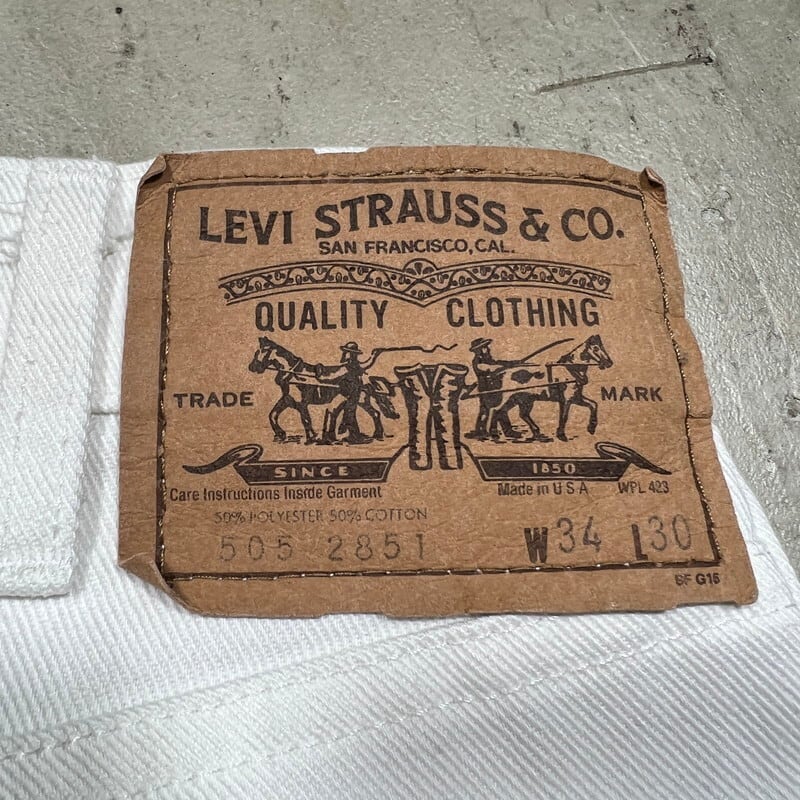 LEVI STRAUSS & CO.
SAN FRANCISCO, CAL.
QUALITY CLOTHING
TRADE MARK
SINCE 1850
Care Instructions Inside Garment Made in U S A WPL 423
50% POLYESTER 50% COTTON
505 2851 W34 L30
SF G16